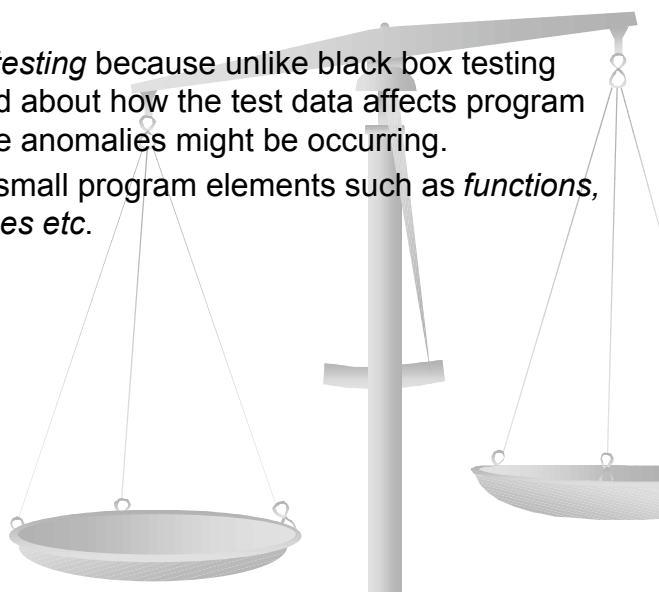 testing because unlike black box testing
d about how the test data affects program
e anomalies might be occurring.
small program elements such as functions,
es etc.